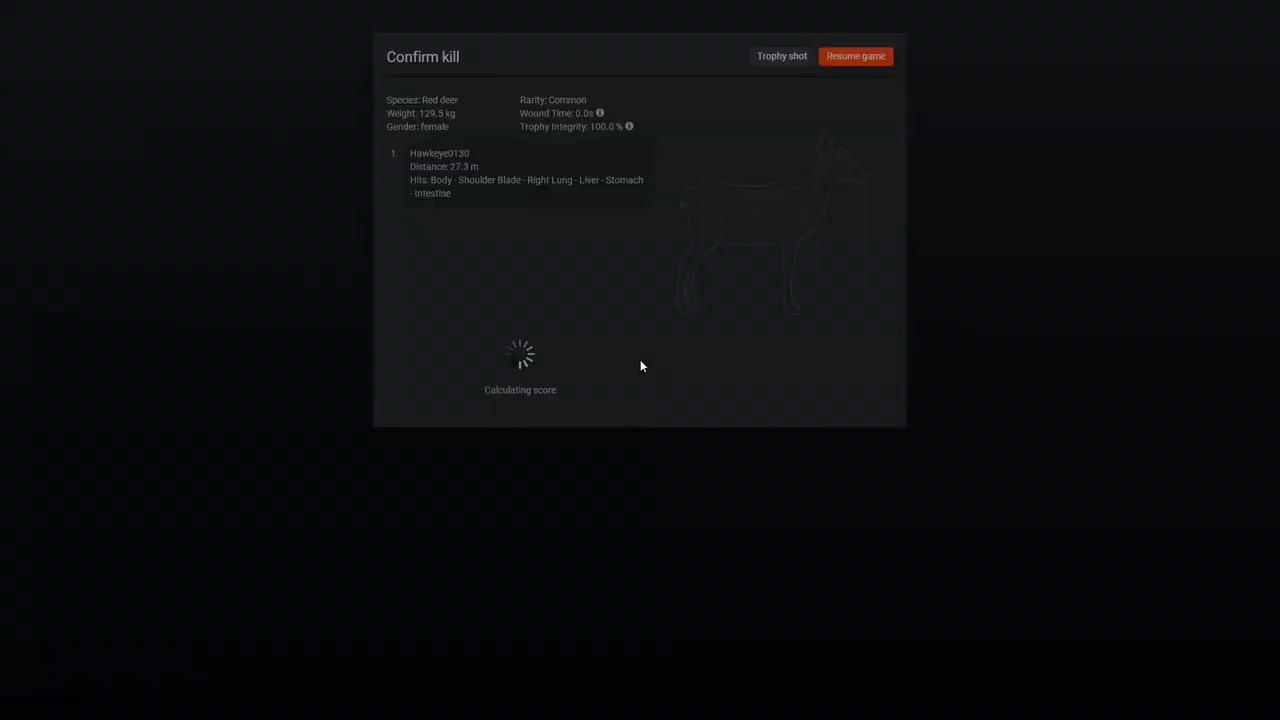 Confirm kill
Trophy shot
Resume game
Species: Red deer
Rarity: Common
Weight: 129.5 kg
Wound Time: 0.0s
Gender: female
Trophy Integrity: 100.0 %
1. Hawkeye0130
Distance: 27.3 m
Hits: Body - Shoulder Blade - Right Lung - Liver - Stomach
- Intestine
Calculating score